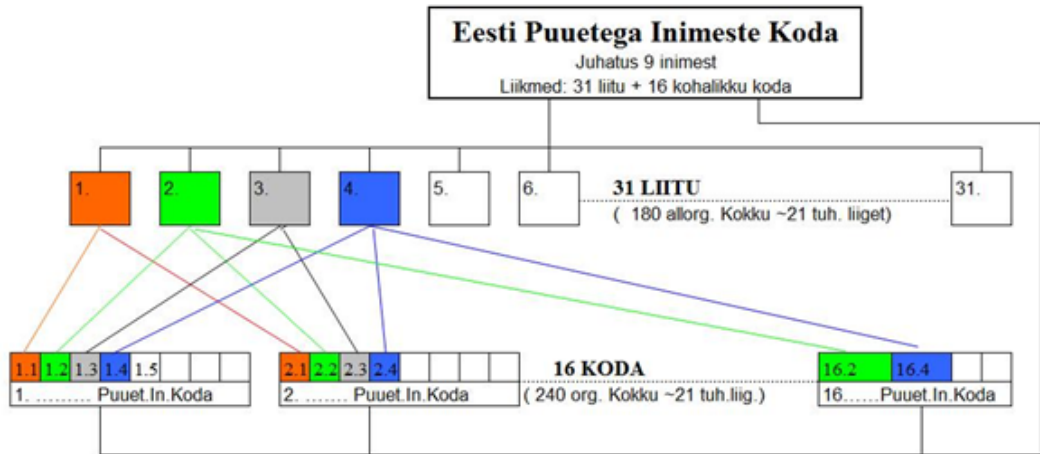 Eesti Puuetega Inimeste Koda
Juhatus 9 inimest
Liikmed: 31 liitu + 16 kohalikku koda
1.
2.
3.
4.
5.
6.
31 LIITU
( 180 allorg. Kokku ~21 tuh. liiget)
31.
1.1 1.2 1.3 1.4 1.5
1. ......... Puuet.In.Koda
2.1 2.2 2.3 2.4
2. ....... Puuet.In.Koda
16 KODA
( 240 org. Kokku ~21 tuh.liig.)
16.2 16.4
16......Puuet.In.Koda